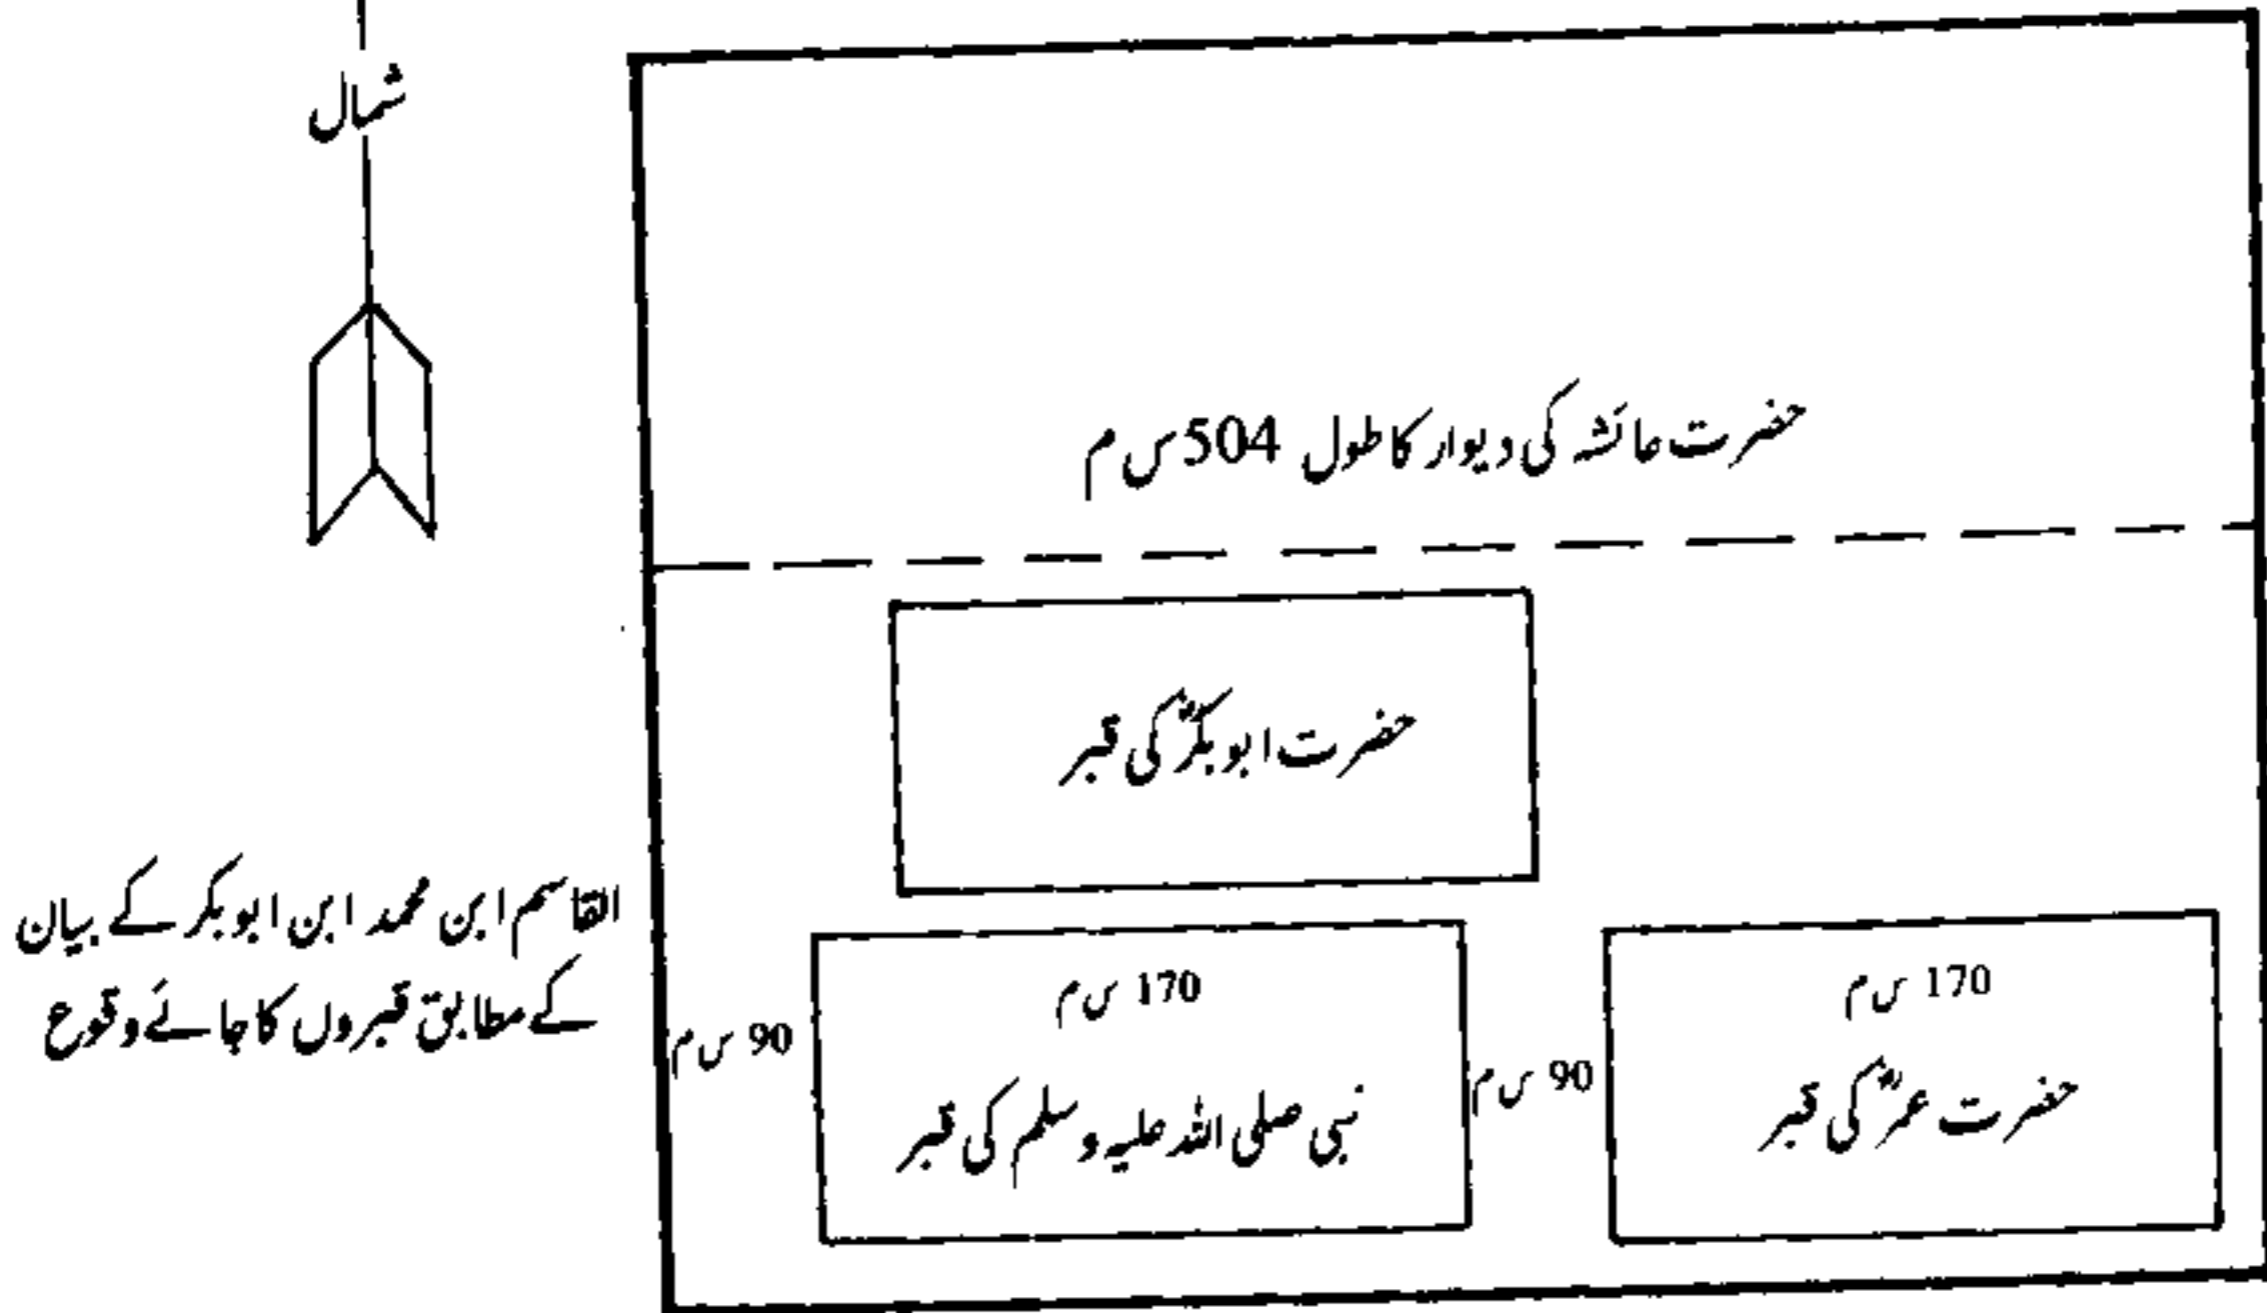 شمال
حضرت عائشہ کی دیوار کا طول 504 س م
حضرت ابوبکرؓ کی قبر
القاسم ابن محمد ابن ابوبکر کے بیان
کے مطابق قبروں کا جائے وقوع
170 س م
حضرت عمرؓ کی قبر
90 س م
170 س م
نبی صلی اللہ علیہ وسلم کی قبر
90 س م